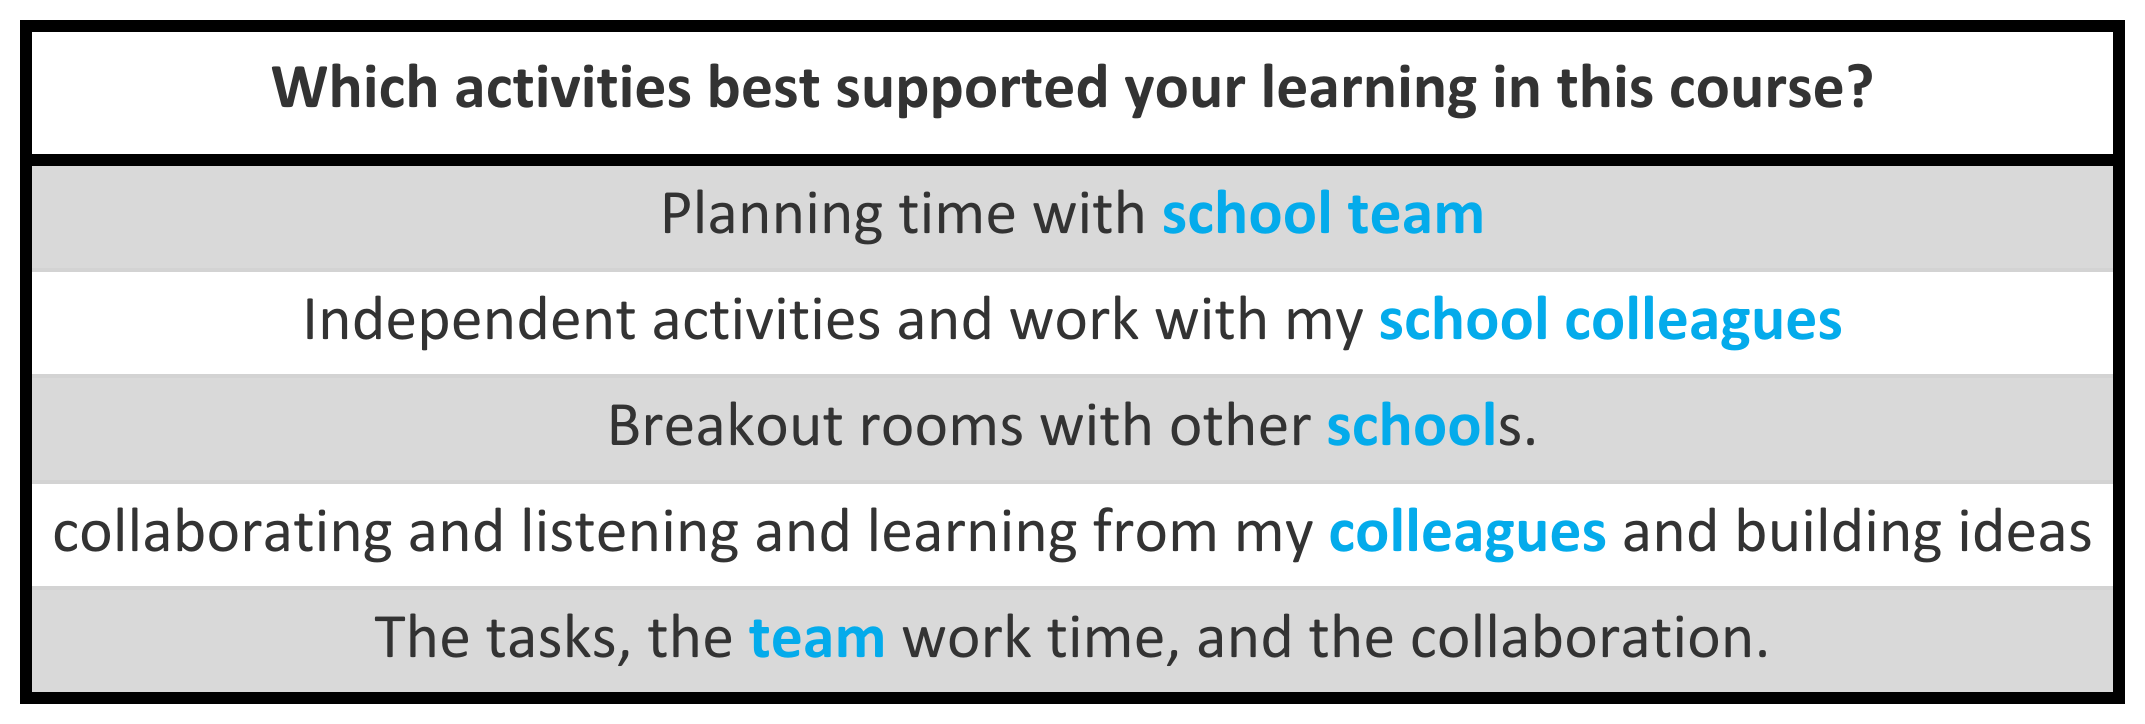 Which activities best supported your learning in this course?
Planning time with school team
Independent activities and work with my school colleagues
Breakout rooms with other schools.
collaborating and listening and learning from my colleagues and building ideas
The tasks, the team work time, and the collaboration.